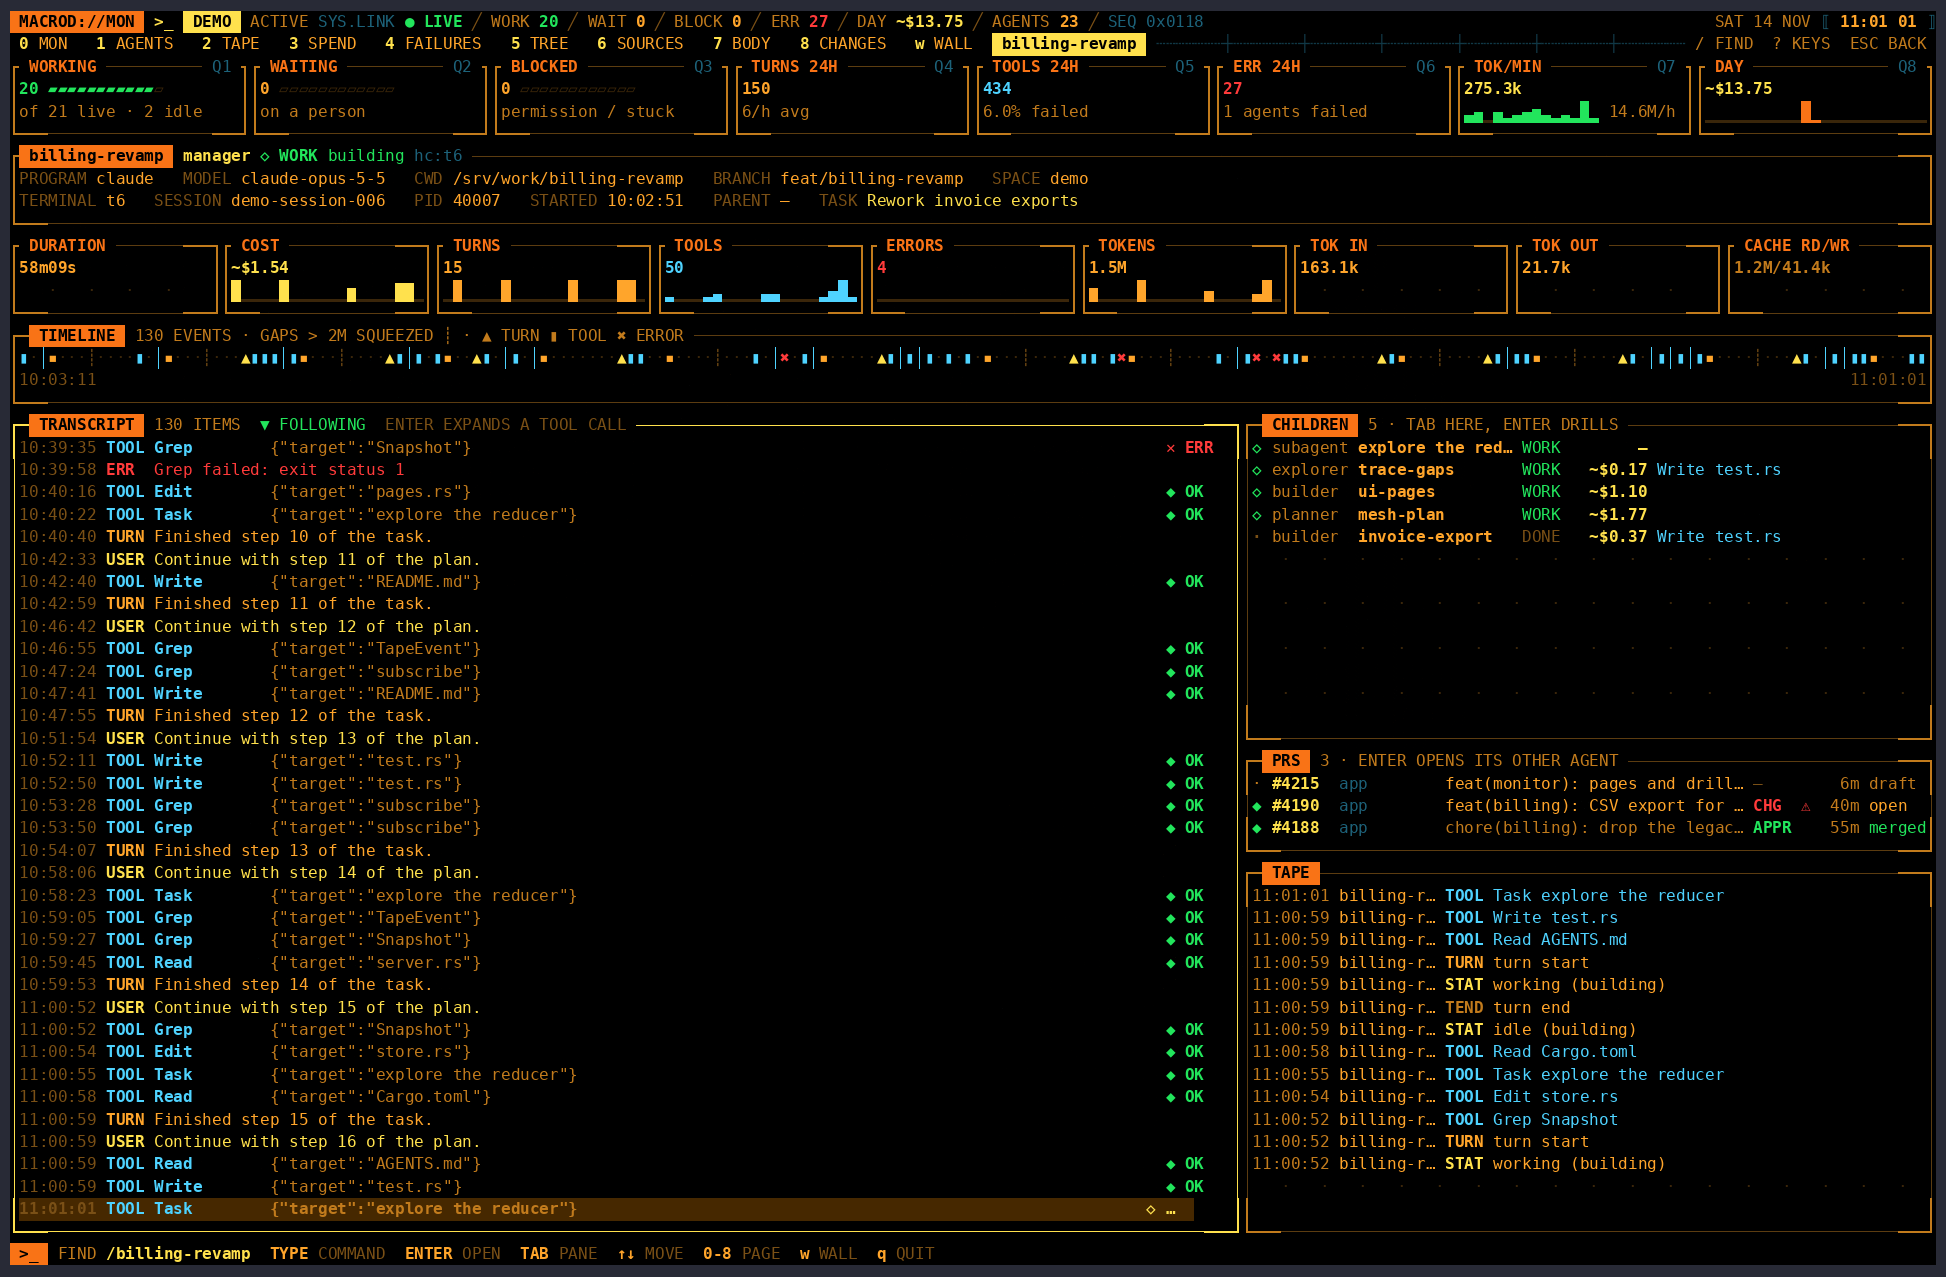 MACROD://MON >_ DEMO ACTIVE SYS.LINK ● LIVE / WORK 20 / WAIT 0 / BLOCK 0 / ERR 27 / DAY ~$13.75 / AGENTS 23 / SEQ 0x0118 SAT 14 NOV 〚 11:01 01 〛
0 MON 1 AGENTS 2 TAPE 3 SPEND 4 FAILURES 5 TREE 6 SOURCES 7 BODY 8 CHANGES w WALL billing-revamp / FIND ? KEYS ESC BACK
WORKING Q1 WAITING Q2 BLOCKED Q3 TURNS 24H Q4 TOOLS 24H Q5 ERR 24H Q6 TOK/MIN Q7 DAY Q8
20 0 0 150 434 27 275.3k ~$13.75
of 21 live · 2 idle on a person permission / stuck 6/h avg 6.0% failed 1 agents failed 14.6M/h
billing-revamp manager ◇ WORK building hc:t6
PROGRAM claude MODEL claude-opus-5-5 CWD /srv/work/billing-revamp BRANCH feat/billing-revamp SPACE demo
TERMINAL t6 SESSION demo-session-006 PID 40007 STARTED 10:02:51 PARENT — TASK Rework invoice exports
DURATION COST TURNS TOOLS ERRORS TOKENS TOK IN TOK OUT CACHE RD/WR
58m09s ~$1.54 15 50 4 1.5M 163.1k 21.7k 1.2M/41.4k
TIMELINE 130 EVENTS · GAPS > 2M SQUEEZED ┊ · ▲ TURN ▮ TOOL ✖ ERROR
10:03:11 11:01:01
TRANSCRIPT 130 ITEMS ▼ FOLLOWING ENTER EXPANDS A TOOL CALL
10:39:35 TOOL Grep {"target":"Snapshot"} ✕ ERR
10:39:58 ERR Grep failed: exit status 1
10:40:16 TOOL Edit {"target":"pages.rs"} ◆ OK
10:40:22 TOOL Task {"target":"explore the reducer"} ◆ OK
10:40:40 TURN Finished step 10 of the task.
10:42:33 USER Continue with step 11 of the plan.
10:42:40 TOOL Write {"target":"README.md"} ◆ OK
10:42:59 TURN Finished step 11 of the task.
10:46:42 USER Continue with step 12 of the plan.
10:46:55 TOOL Grep {"target":"TapeEvent"} ◆ OK
10:47:24 TOOL Grep {"target":"subscribe"} ◆ OK
10:47:41 TOOL Write {"target":"README.md"} ◆ OK
10:47:55 TURN Finished step 12 of the task.
10:51:54 USER Continue with step 13 of the plan.
10:52:11 TOOL Write {"target":"test.rs"} ◆ OK
10:52:50 TOOL Write {"target":"test.rs"} ◆ OK
10:53:28 TOOL Grep {"target":"subscribe"} ◆ OK
10:53:50 TOOL Grep {"target":"subscribe"} ◆ OK
10:54:07 TURN Finished step 13 of the task.
10:58:06 USER Continue with step 14 of the plan.
10:58:23 TOOL Task {"target":"explore the reducer"} ◆ OK
10:59:05 TOOL Grep {"target":"TapeEvent"} ◆ OK
10:59:27 TOOL Grep {"target":"Snapshot"} ◆ OK
10:59:45 TOOL Read {"target":"server.rs"} ◆ OK
10:59:53 TURN Finished step 14 of the task.
11:00:52 USER Continue with step 15 of the plan.
11:00:52 TOOL Grep {"target":"Snapshot"} ◆ OK
11:00:54 TOOL Edit {"target":"store.rs"} ◆ OK
11:00:55 TOOL Task {"target":"explore the reducer"} ◆ OK
11:00:58 TOOL Read {"target":"Cargo.toml"} ◆ OK
11:00:59 TURN Finished step 15 of the task.
11:00:59 USER Continue with step 16 of the plan.
11:00:59 TOOL Read {"target":"AGENTS.md"} ◆ OK
11:00:59 TOOL Write {"target":"test.rs"} ◆ OK
11:01:01 TOOL Task {"target":"explore the reducer"} ◇ …
CHILDREN 5 · TAB HERE, ENTER DRILLS
◇ subagent explore the red… WORK —
◇ explorer trace-gaps WORK ~$0.17 Write test.rs
◇ builder ui-pages WORK ~$1.10
◇ planner mesh-plan WORK ~$1.77
· builder invoice-export DONE ~$0.37 Write test.rs
PRS 3 · ENTER OPENS ITS OTHER AGENT
· #4215 app feat(monitor): pages and drill… — 6m draft
◆ #4190 app feat(billing): CSV export for … CHG ⚠ 40m open
◆ #4188 app chore(billing): drop the legac… APPR 55m merged
TAPE
11:01:01 billing-r… TOOL Task explore the reducer
11:00:59 billing-r… TOOL Write test.rs
11:00:59 billing-r… TOOL Read AGENTS.md
11:00:59 billing-r… TURN turn start
11:00:59 billing-r… STAT working (building)
11:00:59 billing-r… TEND turn end
11:00:59 billing-r… STAT idle (building)
11:00:58 billing-r… TOOL Read Cargo.toml
11:00:55 billing-r… TOOL Task explore the reducer
11:00:54 billing-r… TOOL Edit store.rs
11:00:52 billing-r… TOOL Grep Snapshot
11:00:52 billing-r… TURN turn start
11:00:52 billing-r… STAT working (building)
>_ FIND /billing-revamp TYPE COMMAND ENTER OPEN TAB PANE ↑↓ MOVE 0-8 PAGE w WALL q QUIT